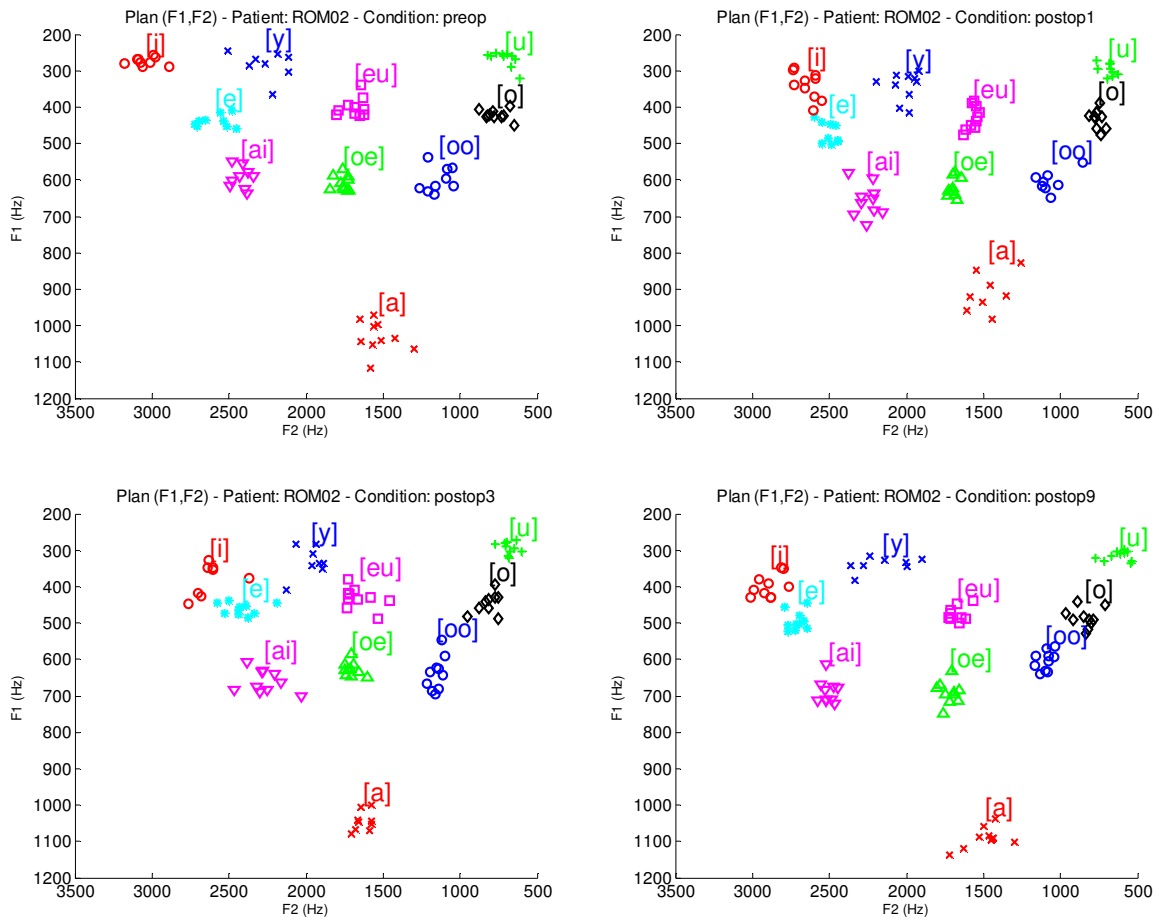 Plan (F1,F2) - Patient: ROM02 - Condition: preop
200
300
400
500
600
700
800
900
1000
1100
1200
F1 (Hz)
[i]
[y]
[u]
[eu]
[e]
[o]
[ai]
[oe]
[oo]
[a]
3500 3000 2500 2000 1500 1000 500
F2 (Hz)
Plan (F1,F2) - Patient: ROM02 - Condition: postop1
200
300
400
500
600
700
800
900
1000
1100
1200
F1 (Hz)
[i]
[y]
[u]
[eu]
[o]
[e]
[ai]
[oe]
[oo]
[a]
3500 3000 2500 2000 1500 1000 500
F2 (Hz)
Plan (F1,F2) - Patient: ROM02 - Condition: postop3
200
300
400
500
600
700
800
900
1000
1100
1200
F1 (Hz)
[i]
[y]
[u]
[eu]
[o]
[e]
[ai]
[oe]
[oo]
[a]
3500 3000 2500 2000 1500 1000 500
F2 (Hz)
Plan (F1,F2) - Patient: ROM02 - Condition: postop9
200
300
400
500
600
700
800
900
1000
1100
1200
F1 (Hz)
[i]
[y]
[u]
[eu]
[o]
[e]
[ai]
[oe]
[oo]
[a]
3500 3000 2500 2000 1500 1000 500
F2 (Hz)